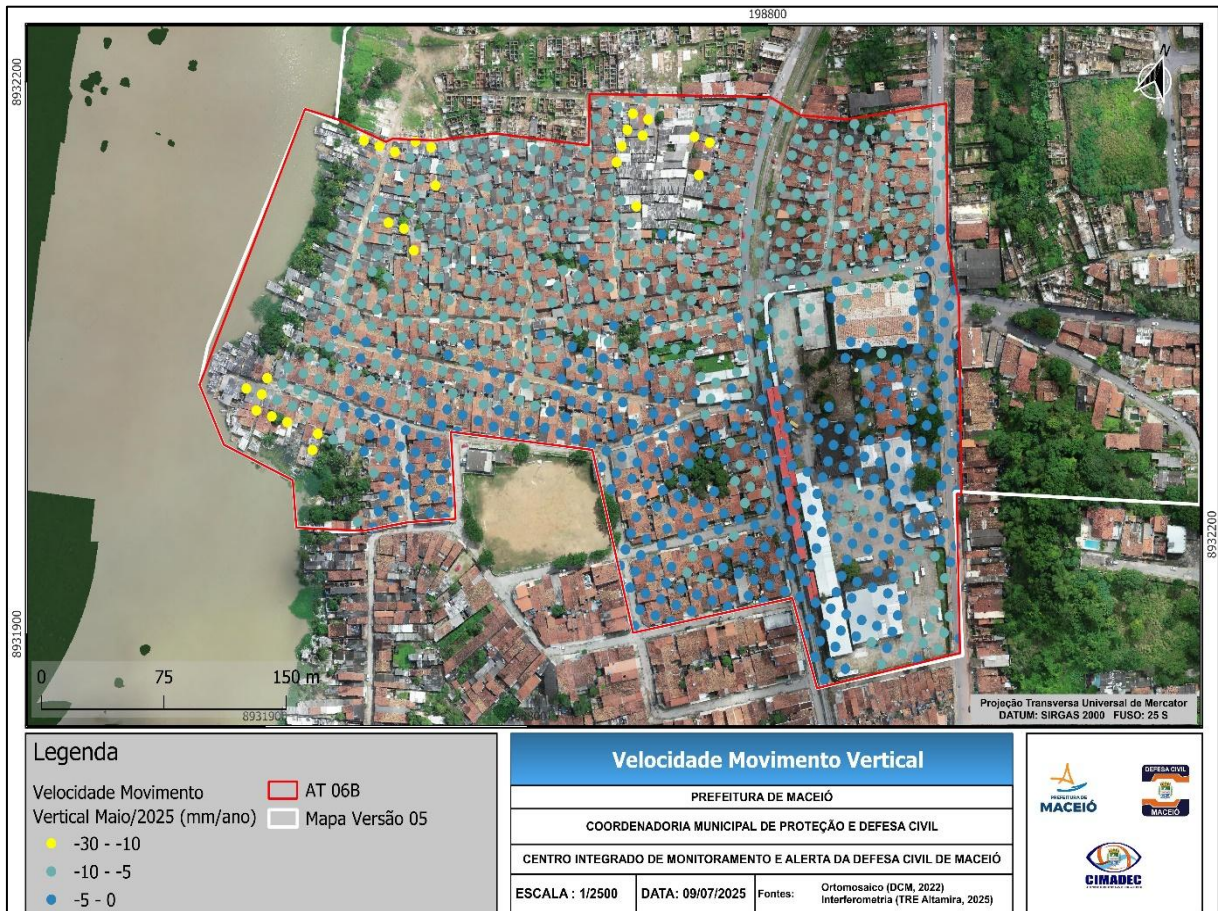 198800
8932200
N
8932200
8931900
0 75 150 m
8931900
Projeção Transversa Universal de Mercator
DATUM: SIRGAS 2000 FUSO: 25 S
Legenda
Velocidade Movimento
Vertical Maio/2025 (mm/ano)
-30 - -10
-10 - -5
-5 - 0
AT 06B
Mapa Versão 05
Velocidade Movimento Vertical
PREFEITURA DE MACEIÓ
COORDENADORIA MUNICIPAL DE PROTEÇÃO E DEFESA CIVIL
CENTRO INTEGRADO DE MONITORAMENTO E ALERTA DA DEFESA CIVIL DE MACEIÓ
ESCALA : 1/2500
DATA: 09/07/2025
Fontes:
Ortomosaico (DCM, 2022)
Interferometria (TRE Altamira, 2025)
PREFEITURA DE
MACEIÓ
DEFESA CIVIL
MACEIÓ
CIMADEC